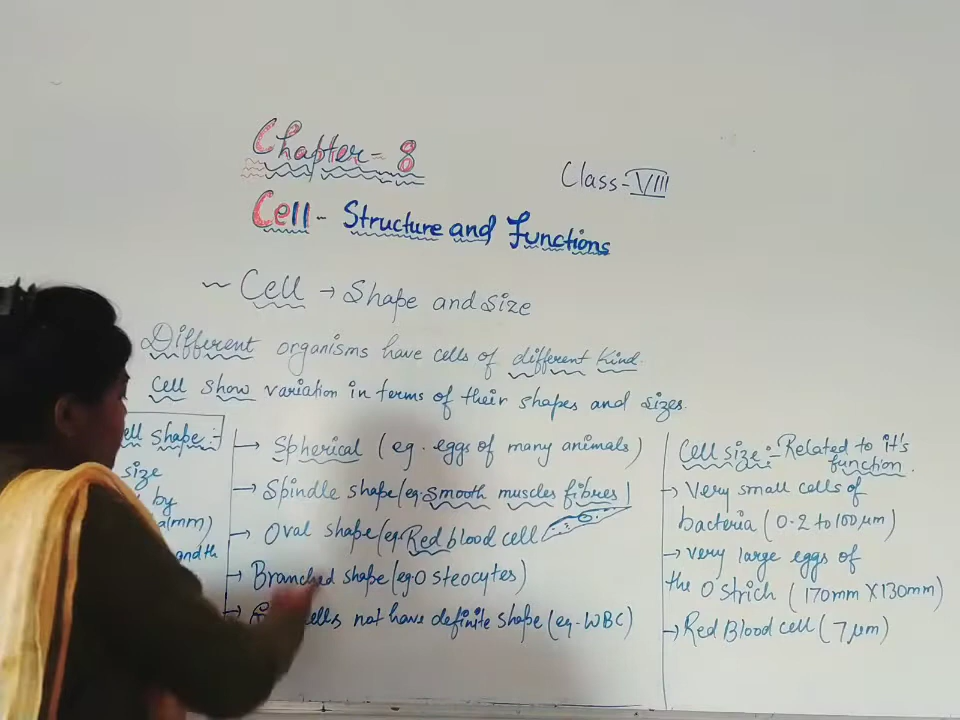 Chapter - 8
Class - VIII
Cell - Structure and Functions
~ Cell → Shape and Size
Different organisms have cells of different kind.
Cell show variation in terms of their shapes and sizes.
shape :-
size
by
(mm)
and th
→ Spherical (eg. eggs of many animals)
→ Spindle shape (eg. smooth muscles fibres)
→ Oval shape (eg. Red blood cell
→ Branched shape (eg. Osteocytes)
cells not have definite shape (eg - WBC)
Cell size :- Related to it's
function.
→ Very small cells of
bacteria (0.2 to 100 µm)
→ very large eggs of
the Ostrich (170mm X 130mm)
→ Red Blood cell (7 µm)